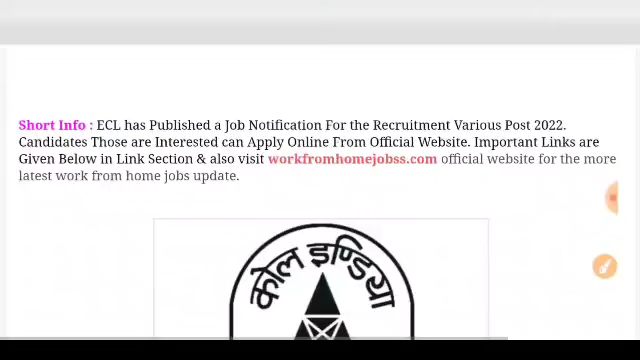 Short Info : ECL has Published a Job Notification For the Recruitment Various Post 2022.
Candidates Those are Interested can Apply Online From Official Website. Important Links are
Given Below in Link Section & also visit workfromhomejobss.com official website for the more
latest work from home jobs update.
कोल इण्डिया